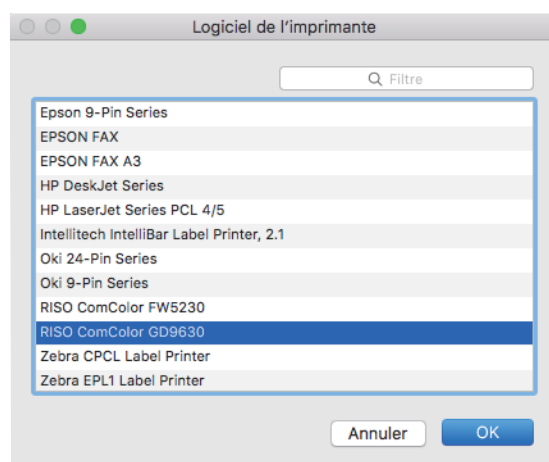 Logiciel de l'imprimante
Filtre
Epson 9-Pin Series
EPSON FAX
EPSON FAX A3
HP DeskJet Series
HP LaserJet Series PCL 4/5
Intellitech IntelliBar Label Printer, 2.1
Oki 24-Pin Series
Oki 9-Pin Series
RISO ComColor FW5230
RISO ComColor GD9630
Zebra CPCL Label Printer
Zebra EPL1 Label Printer
Annuler OK